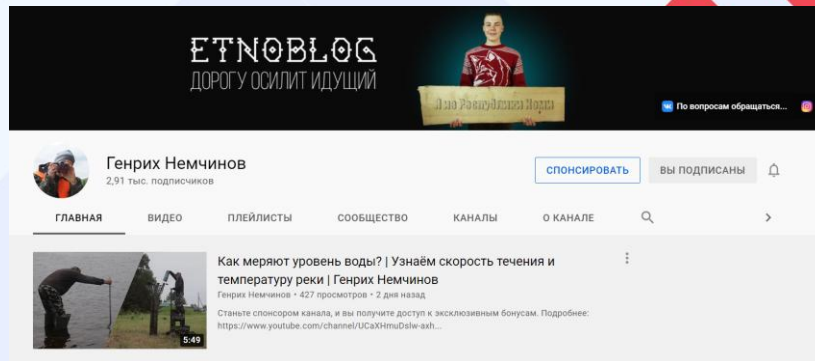 ETNOBLOG
ДОРОГУ ОСИЛИТ ИДУЩИЙ
Я из Республики Коми
По вопросам обращаться...
Генрих Немчинов
2,91 тыс. подписчиков
СПОНСИРОВАТЬ
ВЫ ПОДПИСАНЫ
ГЛАВНАЯ ВИДЕО ПЛЕЙЛИСТЫ СООБЩЕСТВО КАНАЛЫ О КАНАЛЕ
Как меряют уровень воды? | Узнаём скорость течения и
температуру реки | Генрих Немчинов
Генрих Немчинов • 427 просмотров • 2 дня назад
Станьте спонсором канала, и вы получите доступ к эксклюзивным бонусам. Подробнее:
https://www.youtube.com/channel/UCaXHmuDslw-axh...
5:49